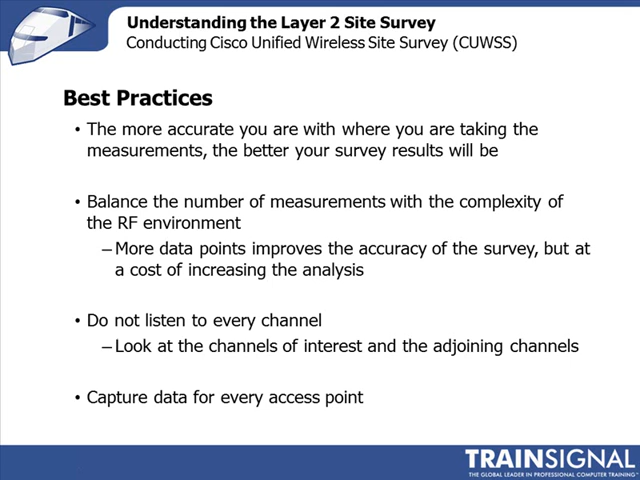 Understanding the Layer 2 Site Survey
Conducting Cisco Unified Wireless Site Survey (CUWSS)
Best Practices
• The more accurate you are with where you are taking the
measurements, the better your survey results will be
• Balance the number of measurements with the complexity of
the RF environment
– More data points improves the accuracy of the survey, but at
a cost of increasing the analysis
• Do not listen to every channel
– Look at the channels of interest and the adjoining channels
• Capture data for every access point
TRAINSIGNAL
THE GLOBAL LEADER IN PROFESSIONAL COMPUTER TRAINING™